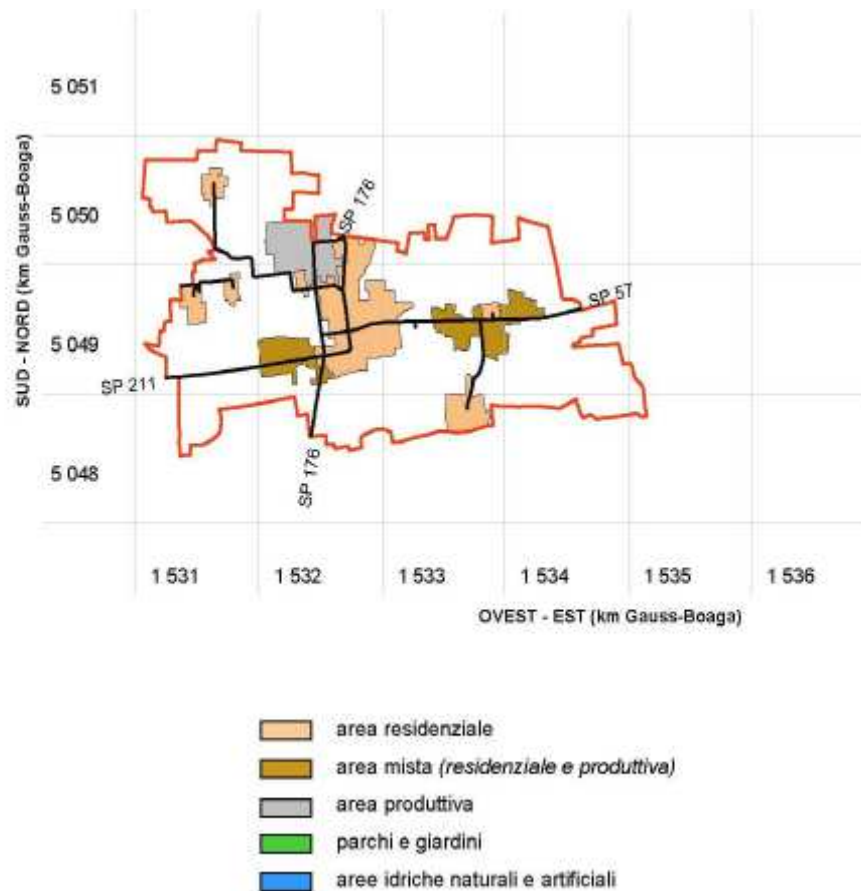 5 051
5 050
5 049
5 048
SUD - NORD (km Gauss-Boaga)
SP 176
SP 57
SP 211
SP 176
1 531
1 532
1 533
1 534
1 535
1 536
OVEST - EST (km Gauss-Boaga)
area residenziale
area mista (residenziale e produttiva)
area produttiva
parchi e giardini
aree idriche naturali e artificiali